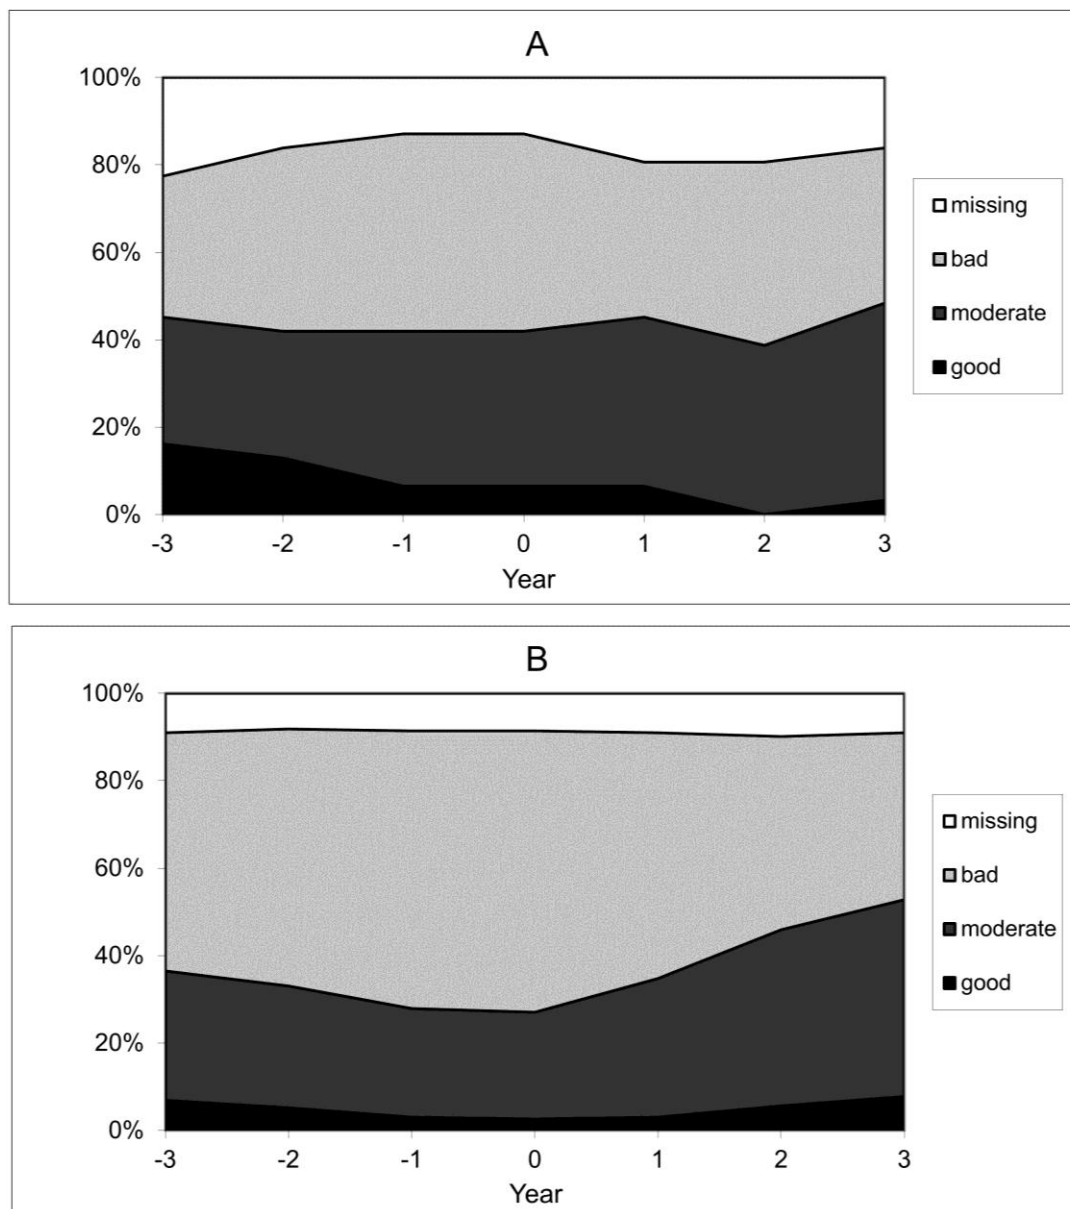 A
100%
80%
60%
40%
20%
0%
-3 -2 -1 0 1 2 3
Year
missing
bad
moderate
good
B
100%
80%
60%
40%
20%
0%
-3 -2 -1 0 1 2 3
Year
missing
bad
moderate
good